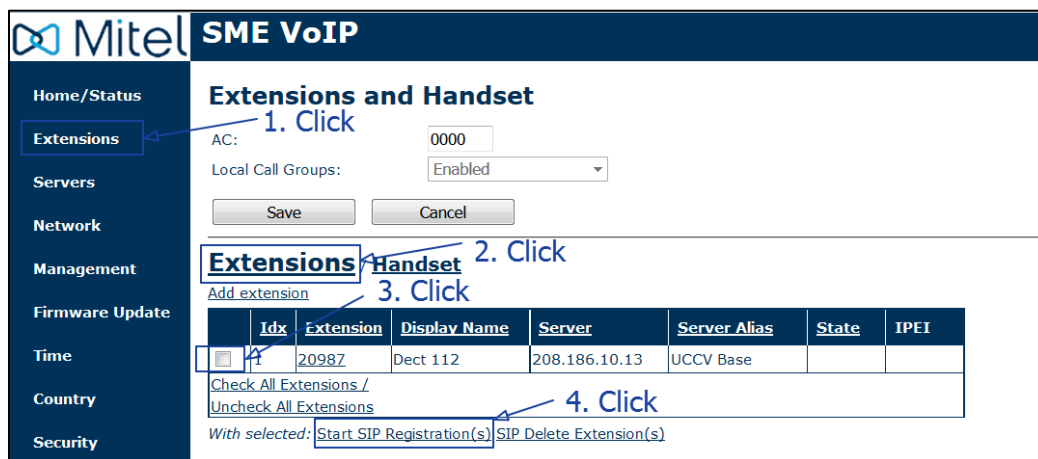 Mitel SME VoIP
Home/Status
Extensions
Servers
Network
Management
Firmware Update
Time
Country
Security
Extensions and Handset
1. Click
AC: 0000
Local Call Groups: Enabled
Save Cancel
Extensions / Handset
2. Click
Add extension
3. Click
Idx Extension Display Name Server Server Alias State IPEI
1 20987 Dect 112 208.186.10.13 UCCV Base
Check All Extensions /
Uncheck All Extensions
4. Click
With selected: Start SIP Registration(s) SIP Delete Extension(s)